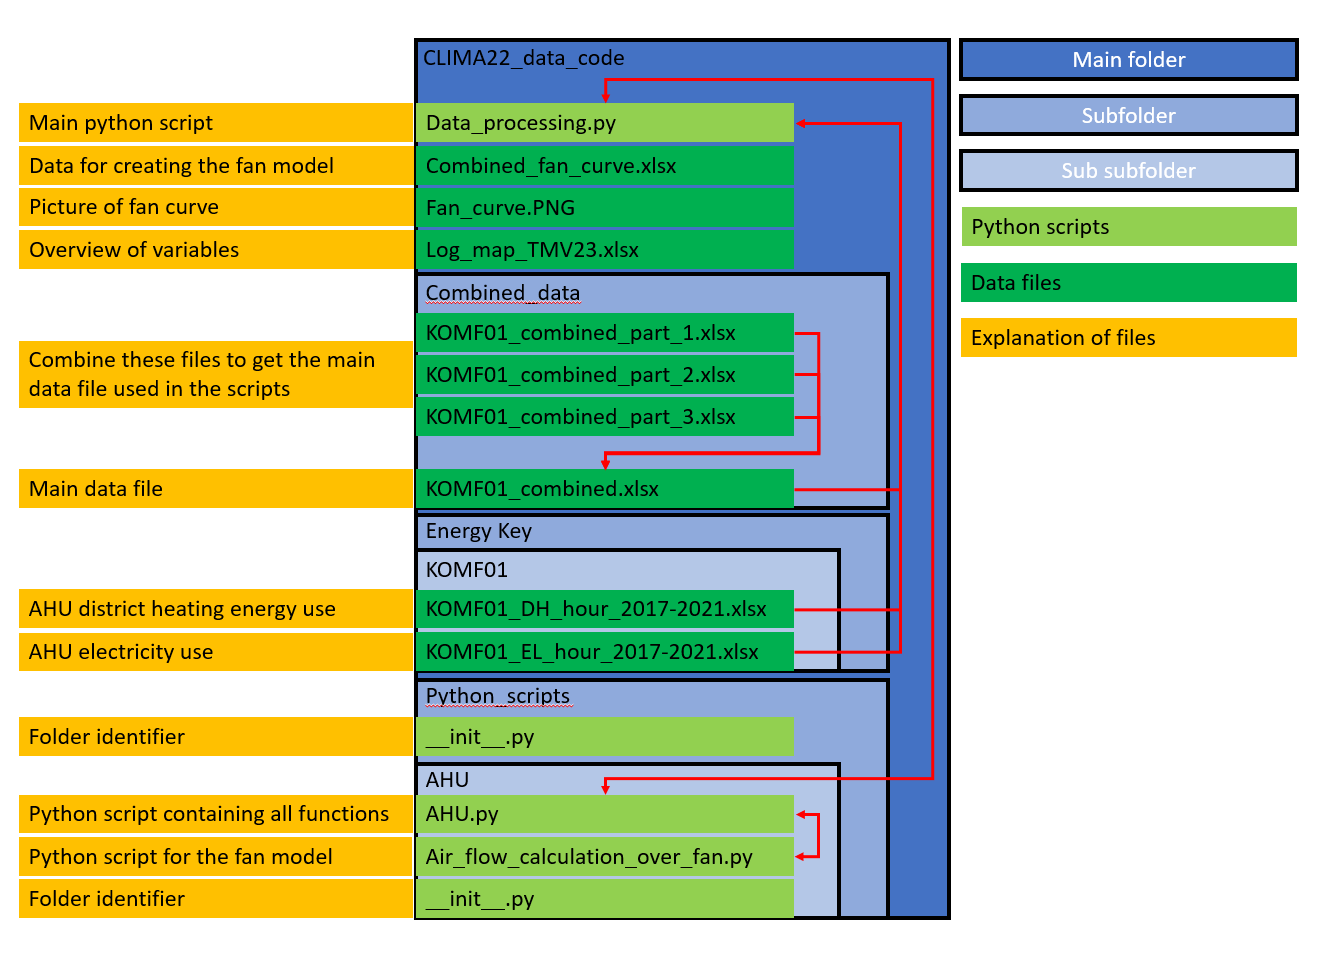 CLIMA22_data_code
Main python script
Data_processing.py
Data for creating the fan model
Combined_fan_curve.xlsx
Picture of fan curve
Fan_curve.PNG
Overview of variables
Log_map_TMV23.xlsx
Combined_data
KOMF01_combined_part_1.xlsx
Combine these files to get the main
data file used in the scripts
KOMF01_combined_part_2.xlsx
KOMF01_combined_part_3.xlsx
Main data file
KOMF01_combined.xlsx
Energy Key
KOMF01
AHU district heating energy use
KOMF01_DH_hour_2017-2021.xlsx
AHU electricity use
KOMF01_EL_hour_2017-2021.xlsx
Python_scripts
Folder identifier
__init__.py
AHU
Python script containing all functions
AHU.py
Python script for the fan model
Air_flow_calculation_over_fan.py
Folder identifier
__init__.py
Main folder
Subfolder
Sub subfolder
Python scripts
Data files
Explanation of files